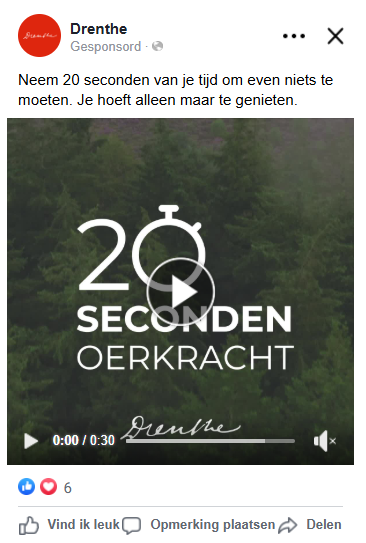 Drenthe
Drenthe
Gesponsord ·
Neem 20 seconden van je tijd om even niets te
moeten. Je hoeft alleen maar te genieten.
20
SECONDEN
OERKRACHT
Drenthe
0:00 / 0:30
6
Vind ik leuk Opmerking plaatsen Delen